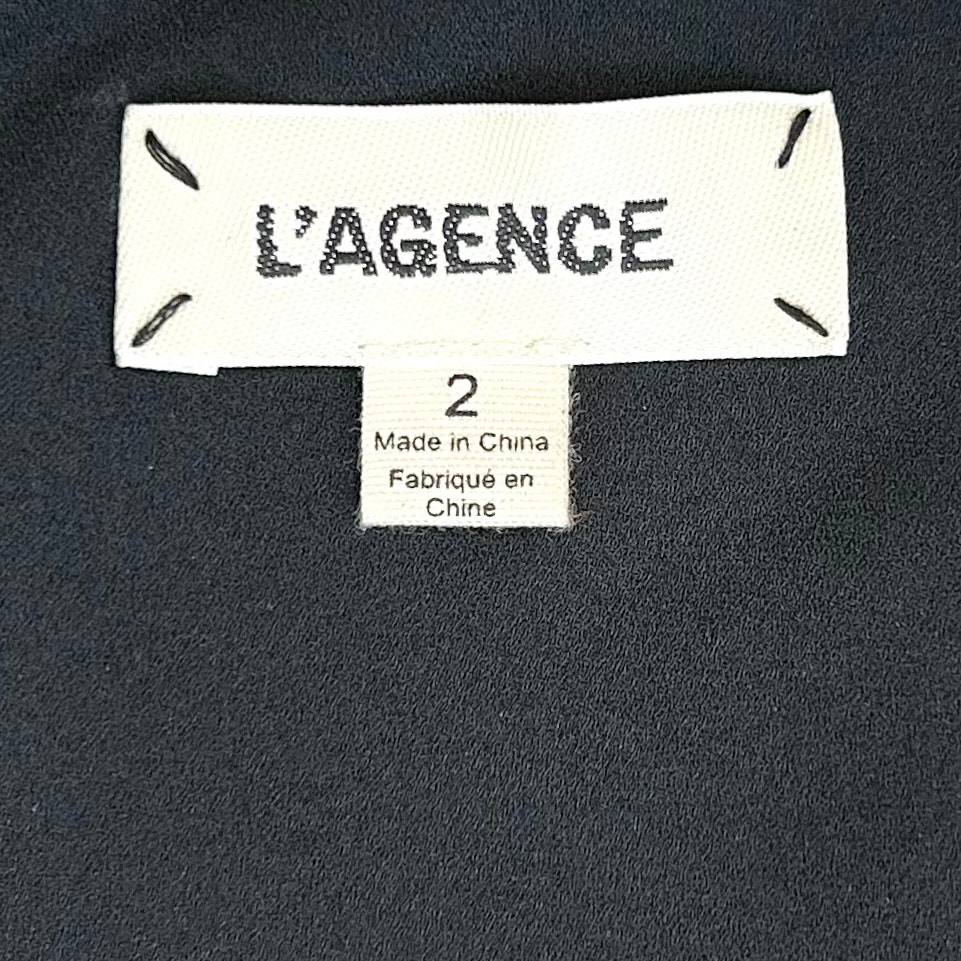 L'AGENCE
2
Made in China
Fabriqué en
Chine